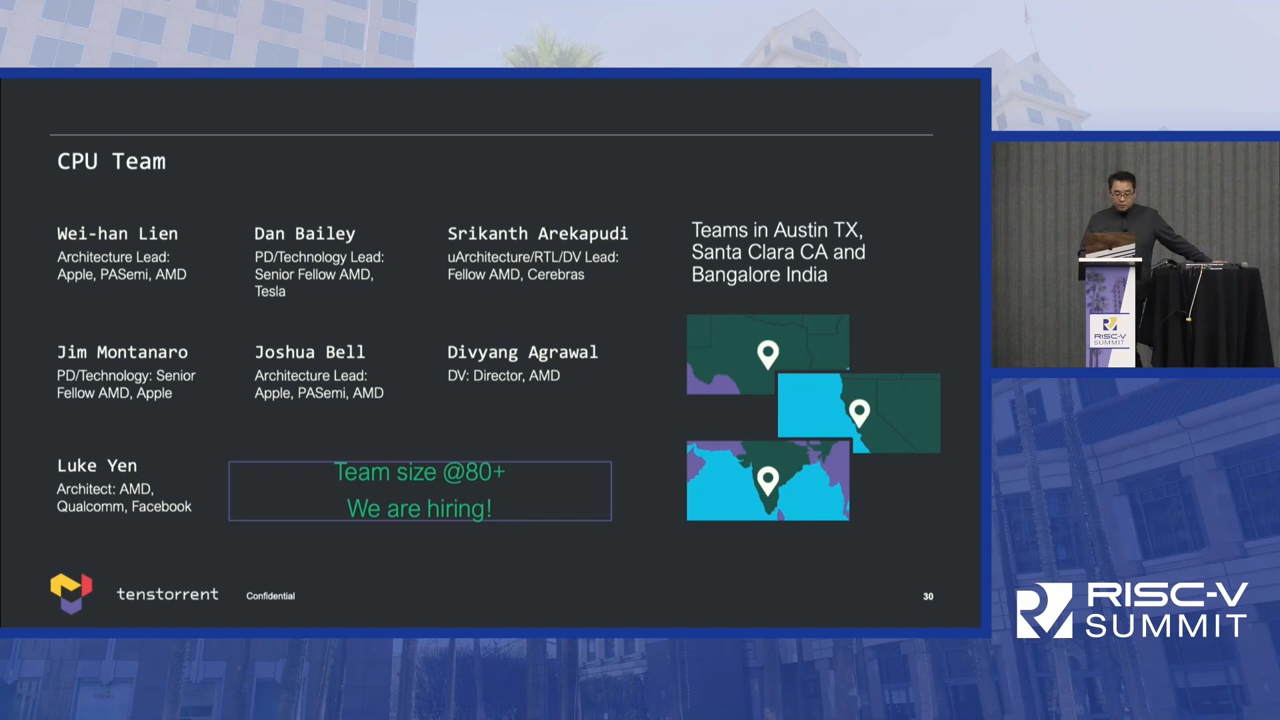 CPU Team
Wei-han Lien
Architecture Lead:
Apple, PASemi, AMD
Dan Bailey
PD/Technology Lead:
Senior Fellow AMD,
Tesla
Srikanth Arekapudi
uArchitecture/RTL/DV Lead:
Fellow AMD, Cerebras
Teams in Austin TX,
Santa Clara CA and
Bangalore India
Jim Montanaro
PD/Technology: Senior
Fellow AMD, Apple
Joshua Bell
Architecture Lead:
Apple, PASemi, AMD
Divyang Agrawal
DV: Director, AMD
Luke Yen
Architect: AMD,
Qualcomm, Facebook
Team size @80+
We are hiring!
tenstorrent
Confidential
30
RISC-V
SUMMIT
RISC-V
SUMMIT